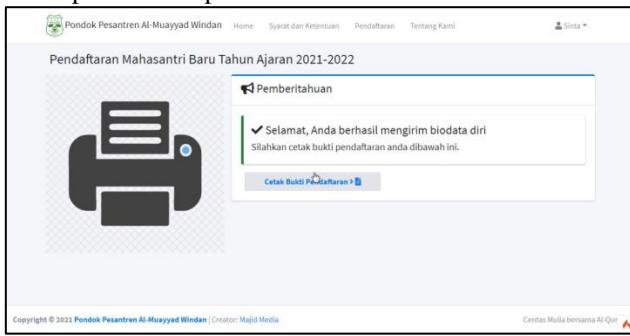 Pondok Pesantren Al-Muayyad Windan Home Syarat dan Ketentuan Pendaftaran Tentang Kami Sinta
Pendaftaran Mahasantri Baru Tahun Ajaran 2021-2022
Pemberitahuan
Selamat, Anda berhasil mengirim biodata diri
Silahkan cetak bukti pendaftaran anda dibawah ini.
Cetak Bukti Pendaftaran >
Copyright © 2021 Pondok Pesantren Al-Muayyad Windan | Creator: Majid Media Cerdas Mulia bersama Al-Qur